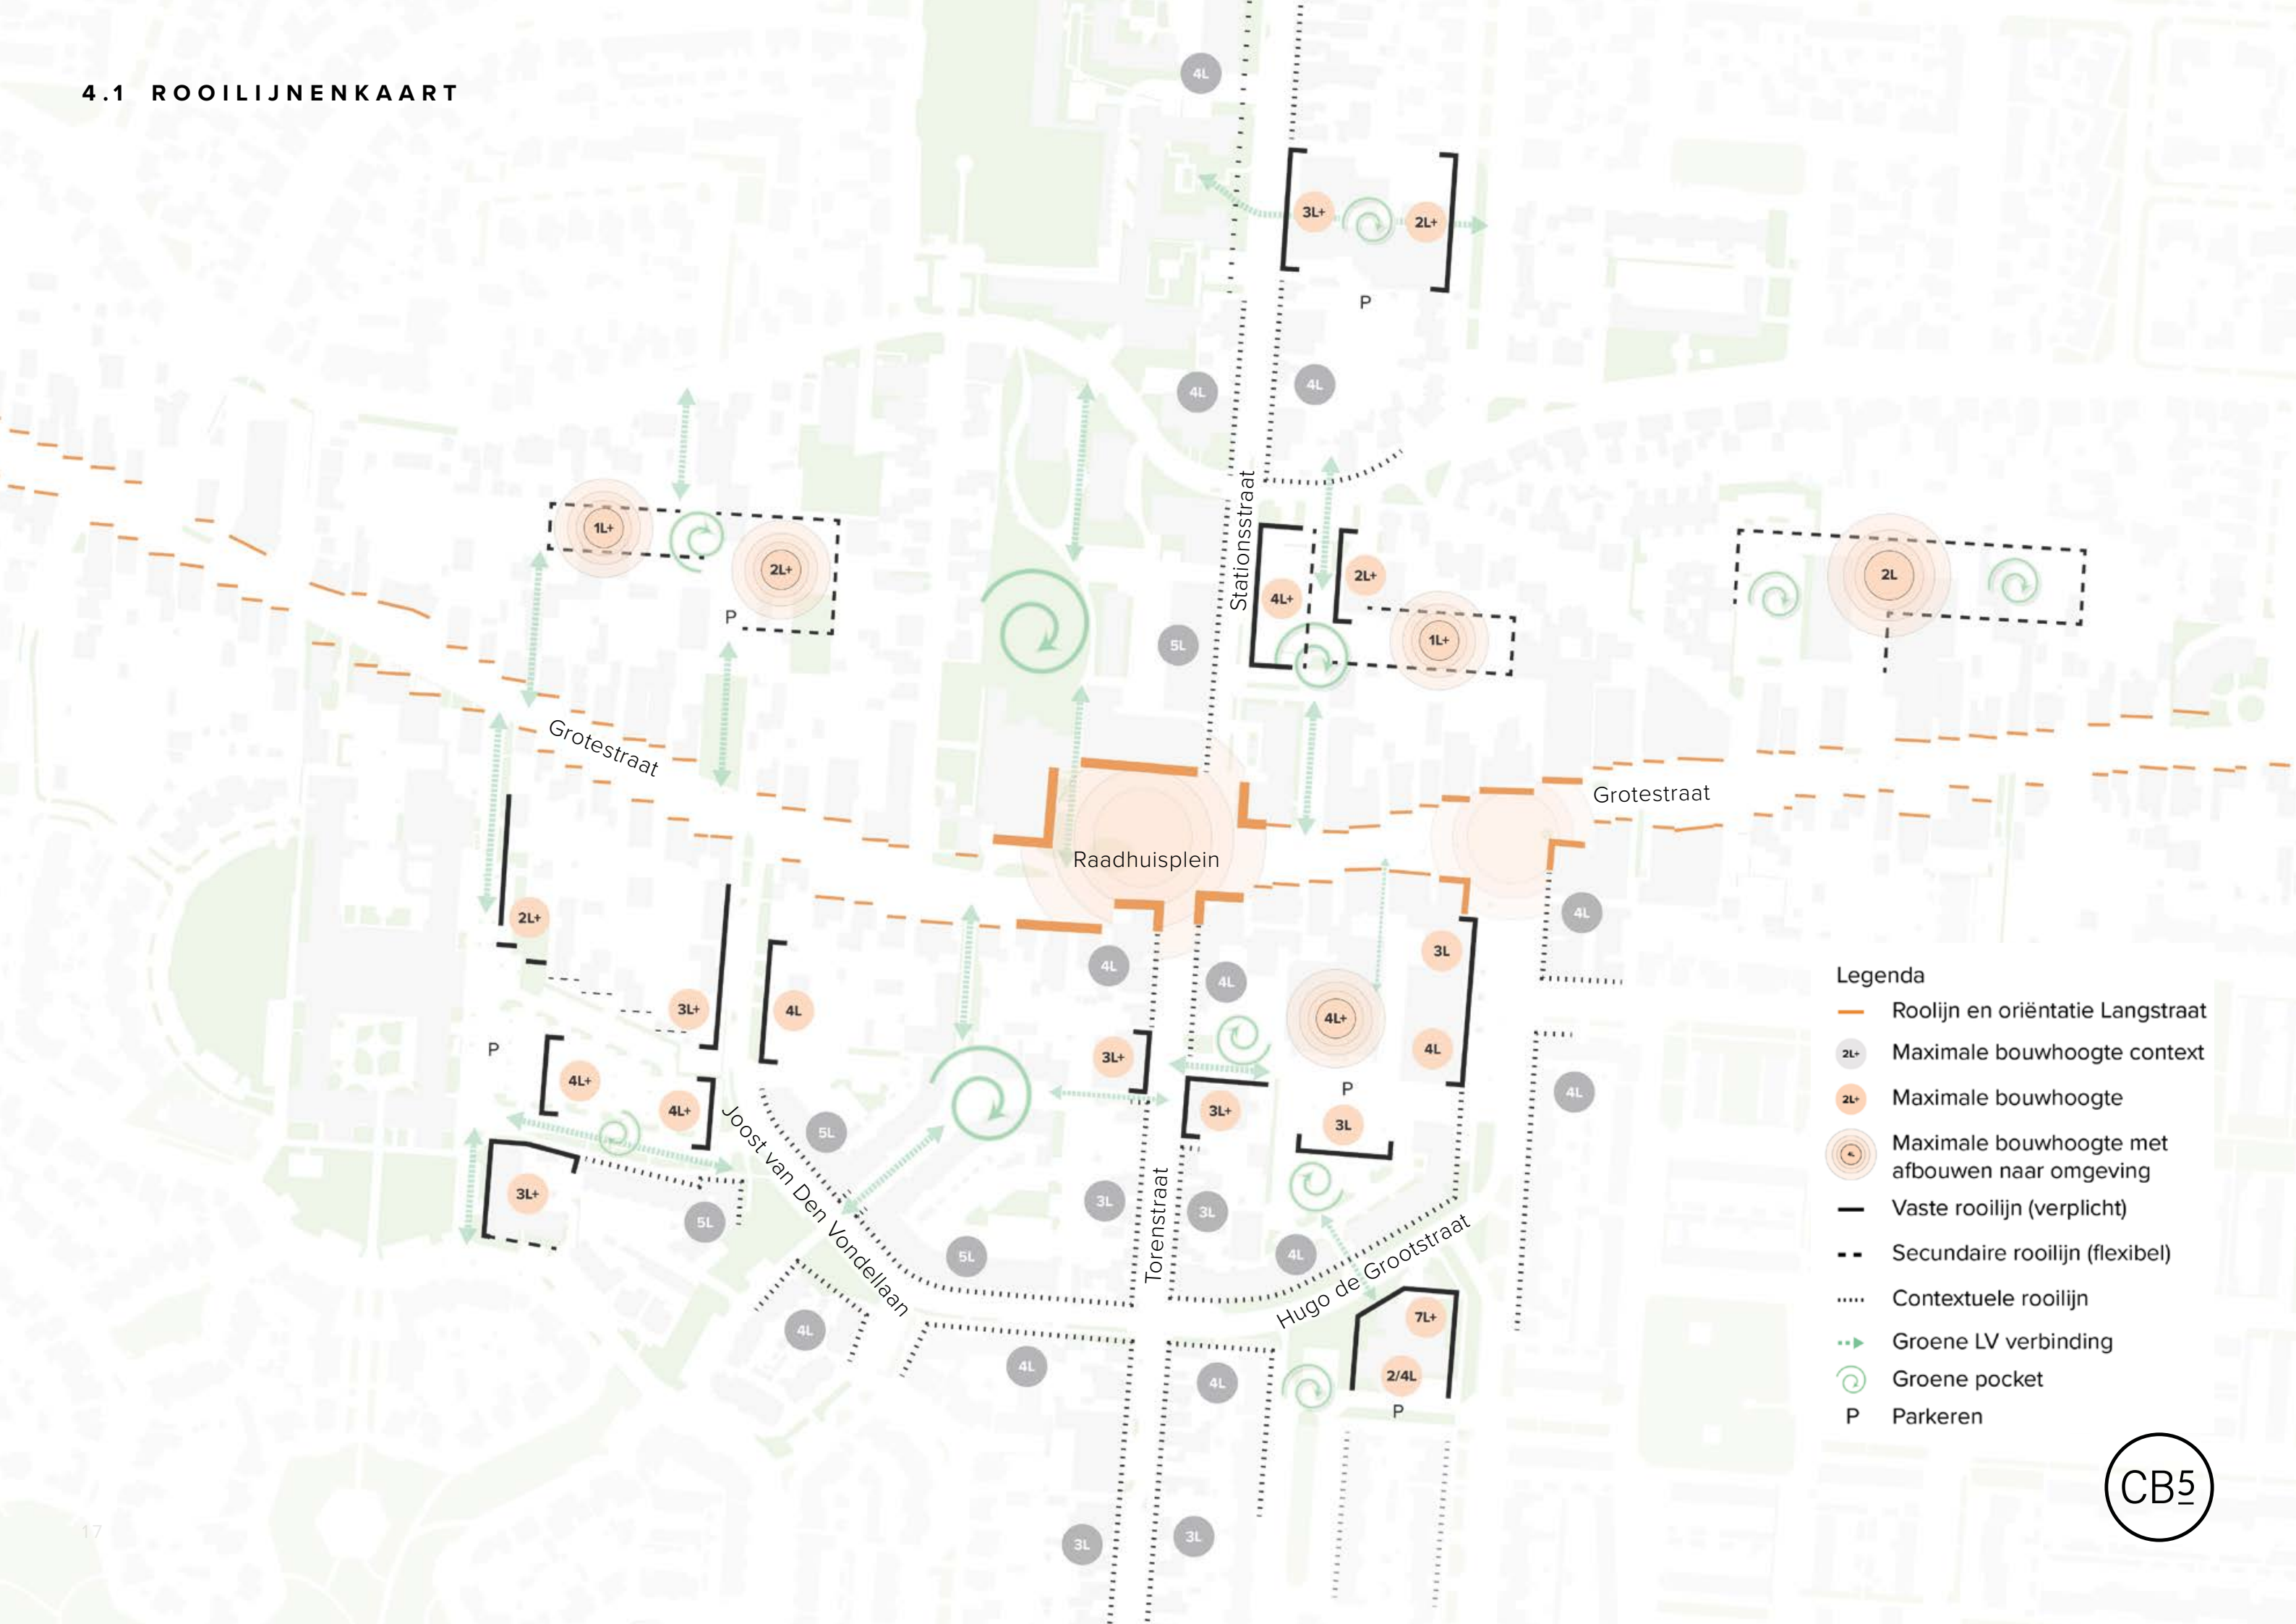 4.1 ROOILIJNENKAART
4L
3L+
2L+
P
4L
4L
Stationsstraat
1L+
2L+
P
5L
4L+
2L+
1L+
2L
Grotestraat
Grotestraat
Raadhuisplein
2L+
3L+
4L
4L
4L
4L+
3L
4L
4L
P
4L+
4L+
3L+
3L+
P
3L
4L
Joost van Den Vondellaan
5L
3L+
5L
5L
3L
Torenstraat
3L
4L
Hugo de Grootstraat
7L+
2/4L
P
4L
4L
4L
3L
3L
Legenda
Roolijn en oriëntatie Langstraat
2L+ Maximale bouwhoogte context
2L+ Maximale bouwhoogte
Maximale bouwhoogte met
afbouwen naar omgeving
Vaste rooilijn (verplicht)
Secundaire rooilijn (flexibel)
Contextuele rooilijn
Groene LV verbinding
Groene pocket
P Parkeren
CB5
17